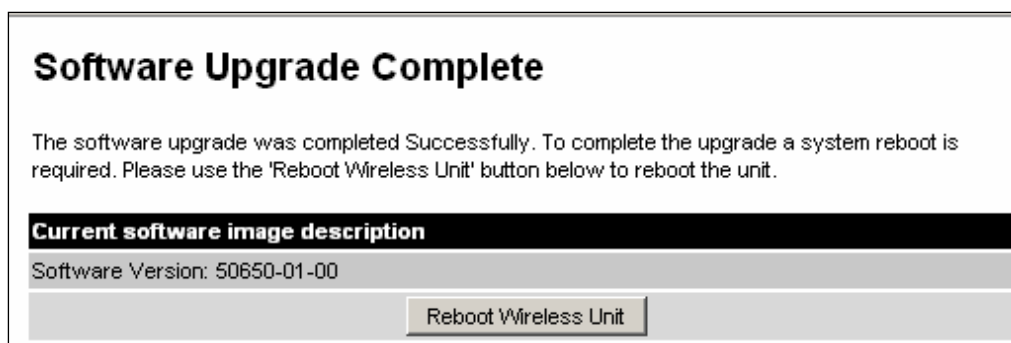 Software Upgrade Complete
The software upgrade was completed Successfully. To complete the upgrade a system reboot is
required. Please use the 'Reboot Wireless Unit' button below to reboot the unit.
Current software image description
Software Version: 50650-01-00
Reboot Wireless Unit